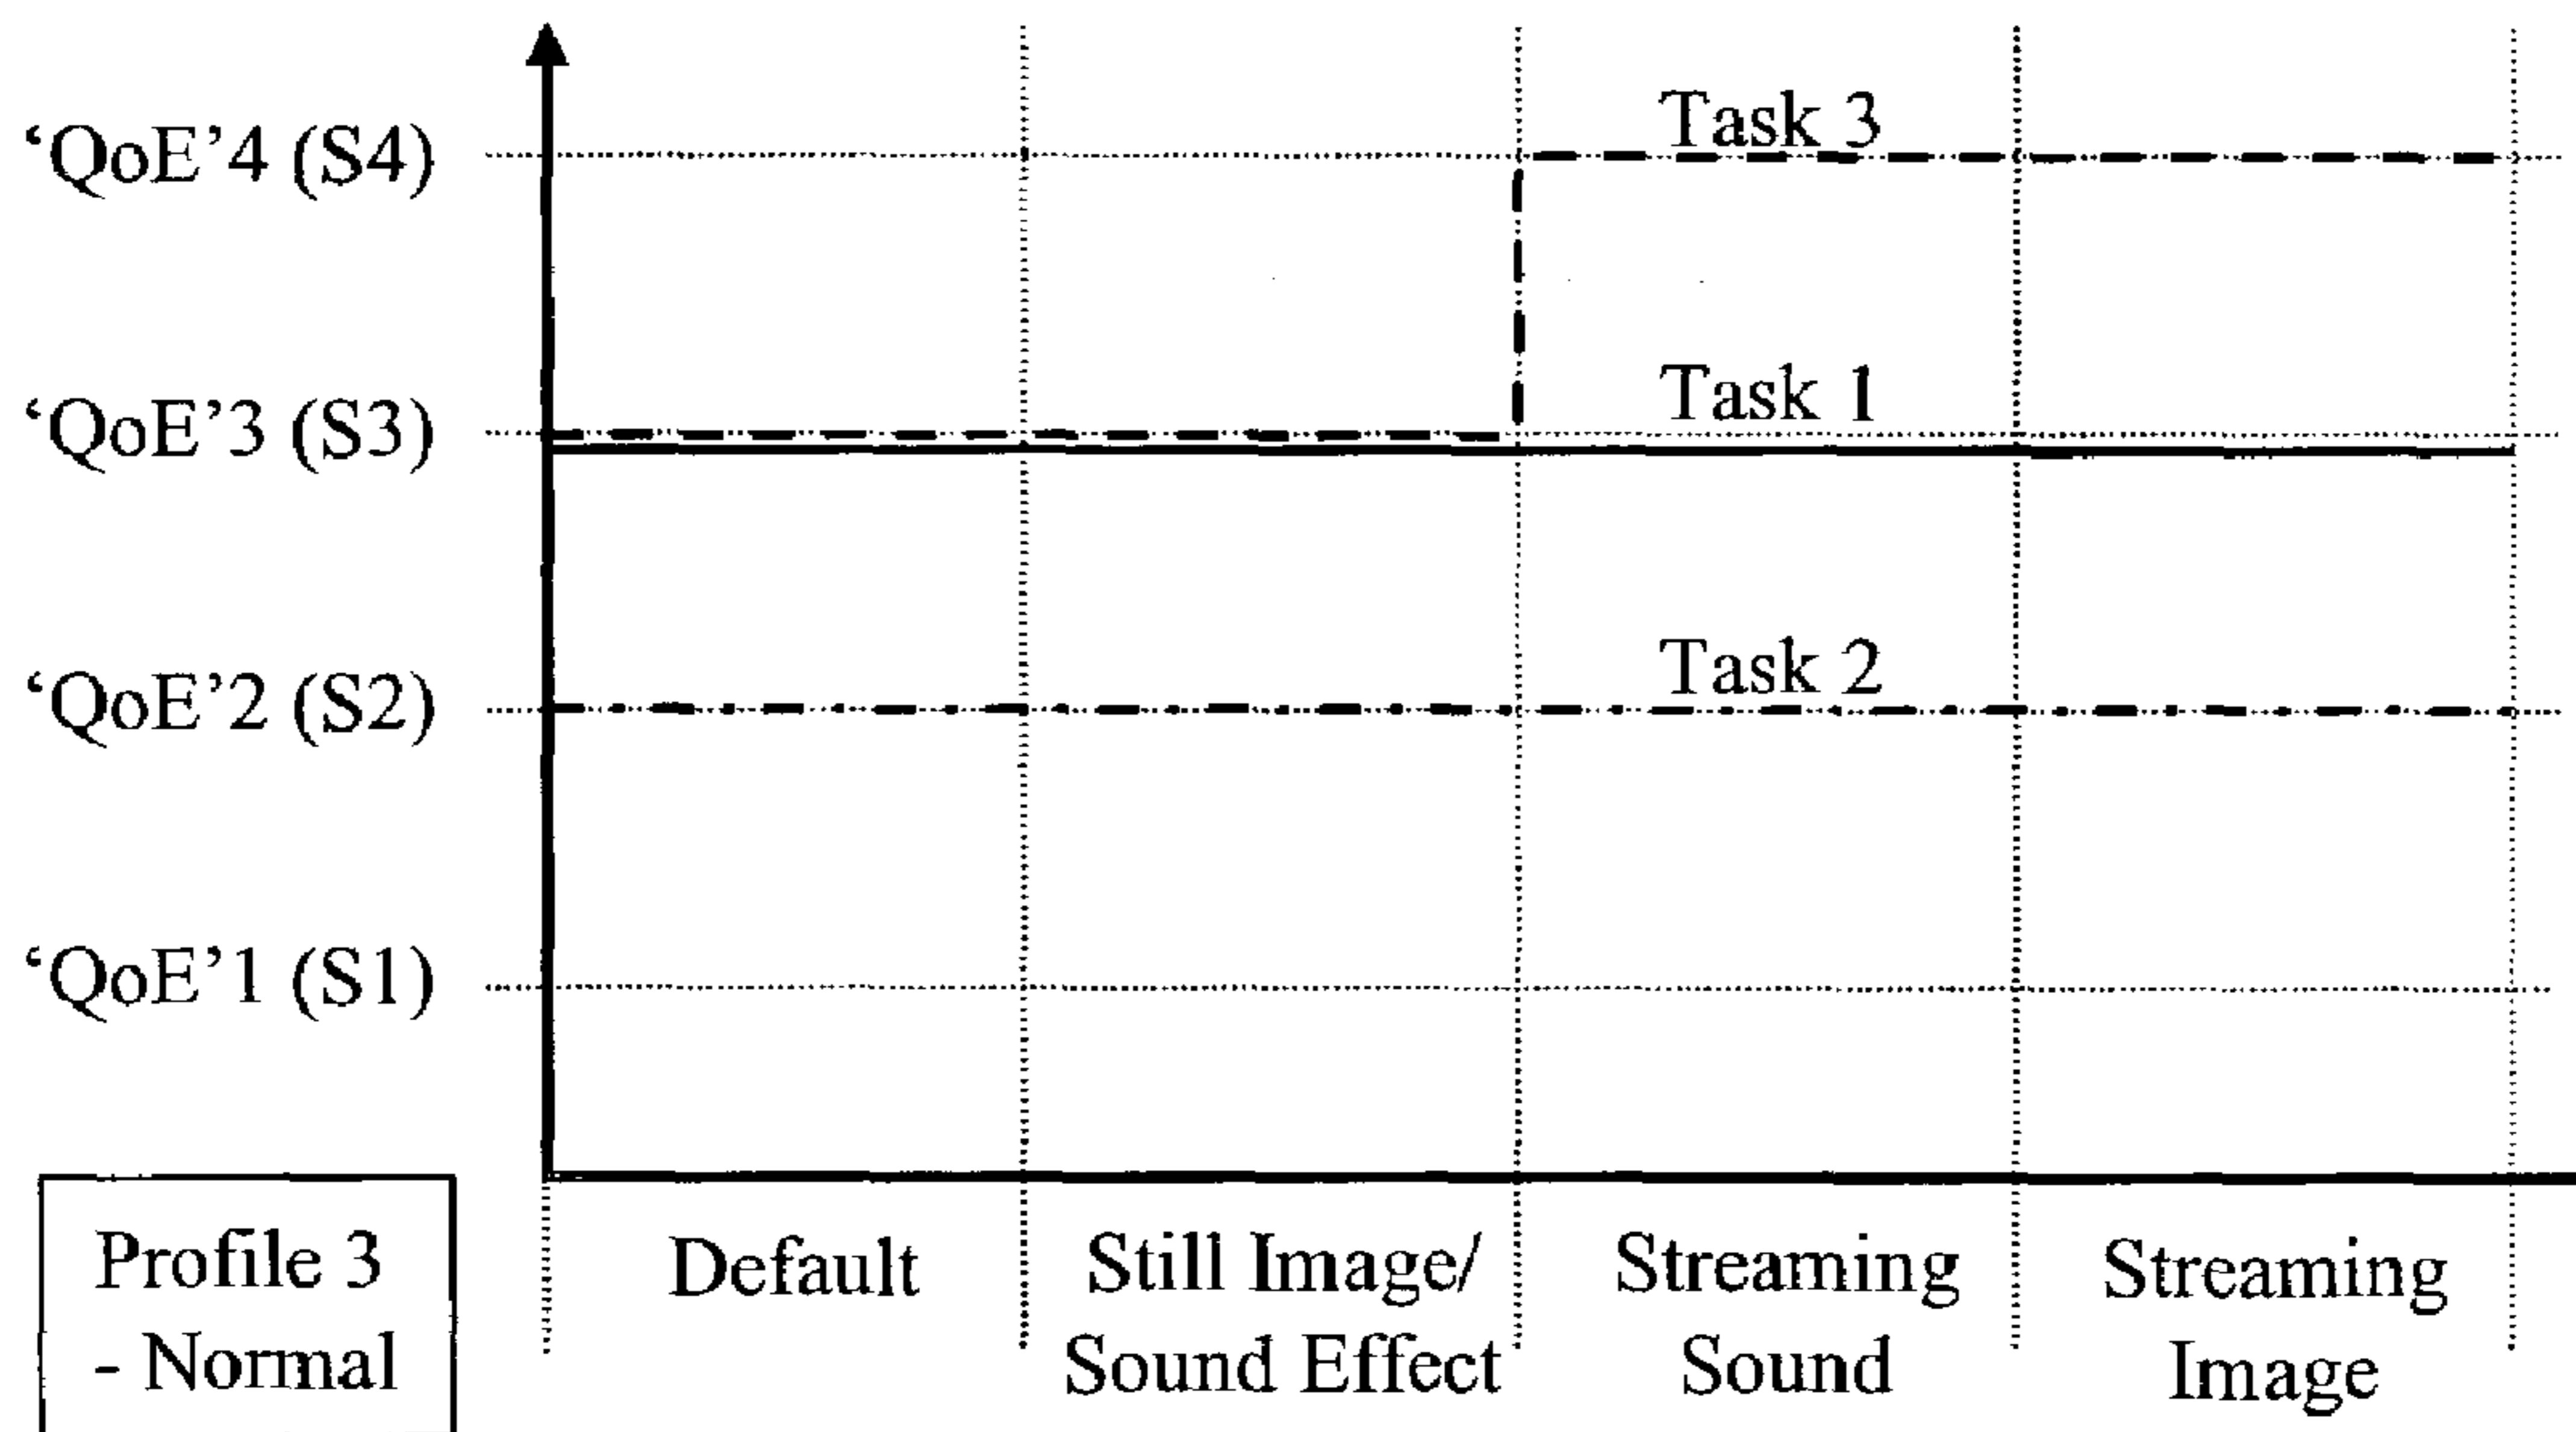 ‘QoE’4 (S4)
Task 3
‘QoE’3 (S3)
Task 1
‘QoE’2 (S2)
Task 2
‘QoE’1 (S1)
Profile 3
- Normal
Default
Still Image/
Sound Effect
Streaming
Sound
Streaming
Image